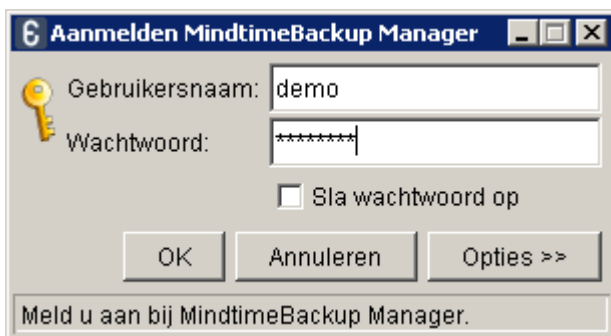 Aanmelden MindtimeBackup Manager
Gebruikersnaam: demo
Wachtwoord: ********
Sla wachtwoord op
OK Annuleren Opties >>
Meld u aan bij MindtimeBackup Manager.